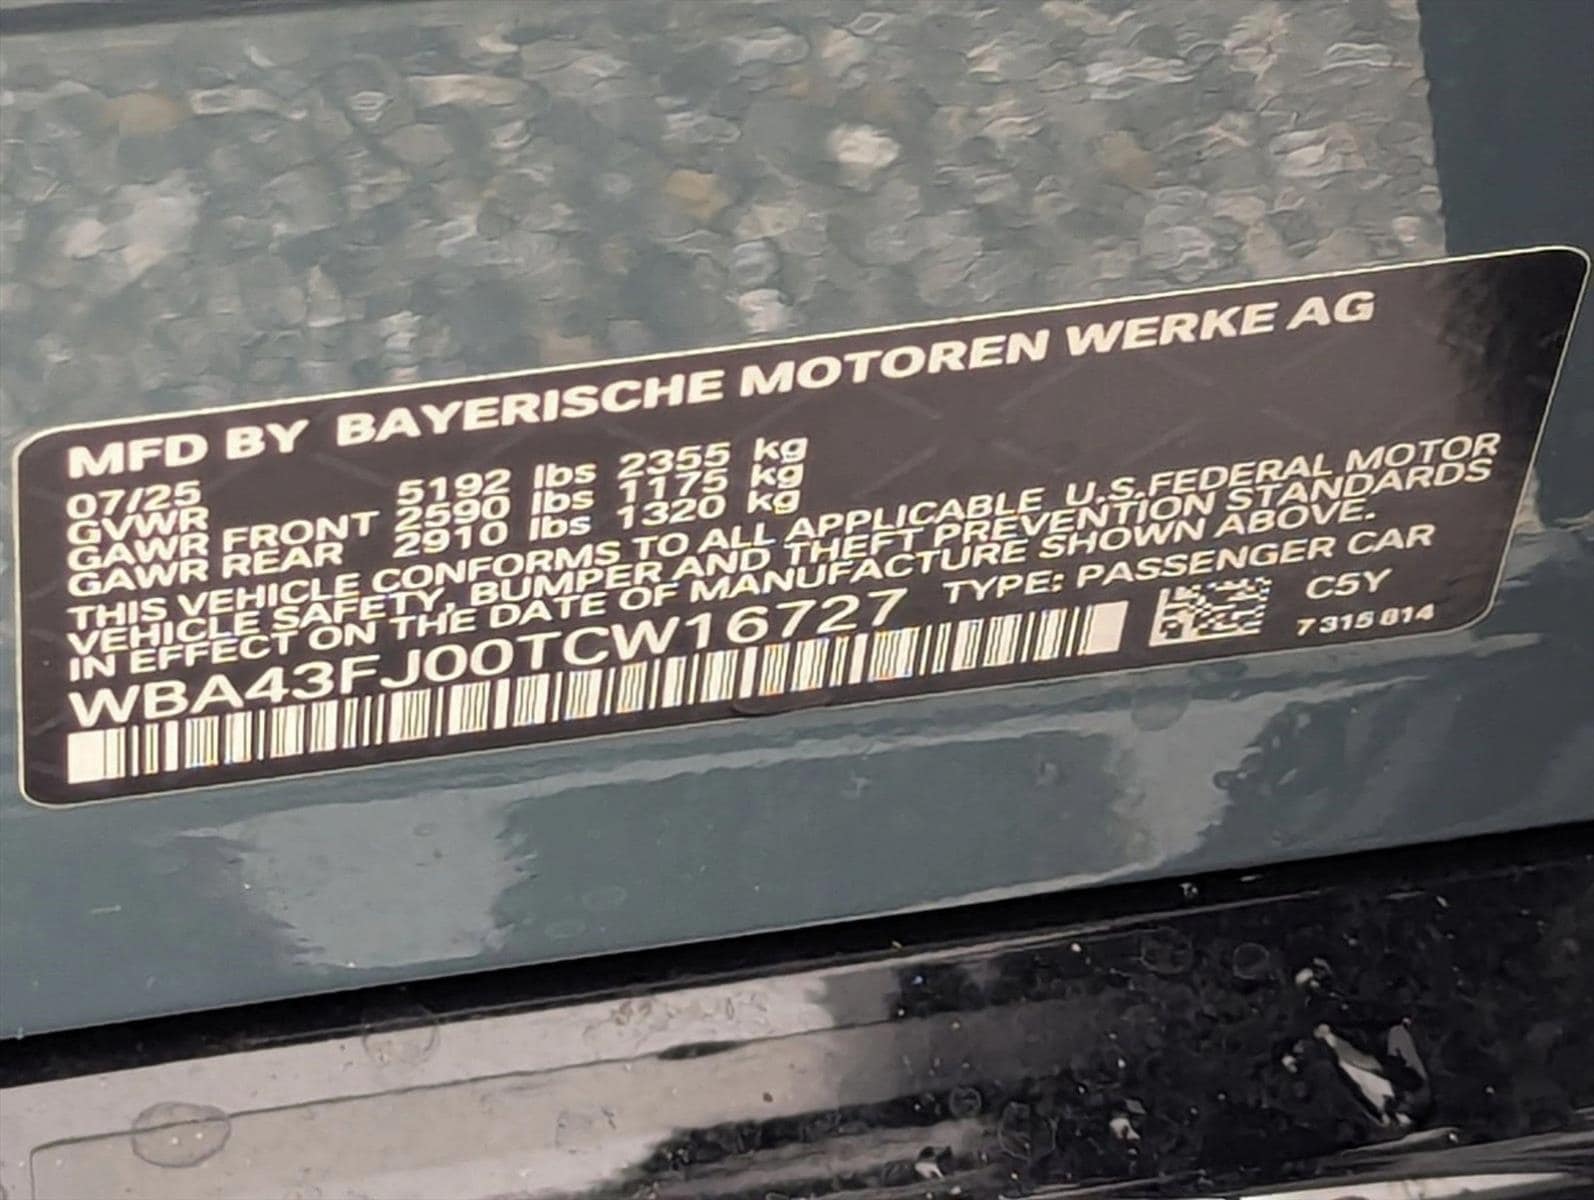 MFD BY BAYERISCHE MOTOREN WERKE AG
07/25
GVWR 5192 lbs 2355 kg
GAWR FRONT 2590 lbs 1175 kg
GAWR REAR 2910 lbs 1320 kg
THIS VEHICLE CONFORMS TO ALL APPLICABLE U.S.FEDERAL MOTOR
VEHICLE SAFETY, BUMPER AND THEFT PREVENTION STANDARDS
IN EFFECT ON THE DATE OF MANUFACTURE SHOWN ABOVE.
WBA43FJ00TCW16727 TYPE: PASSENGER CAR
C5Y
7 315 814